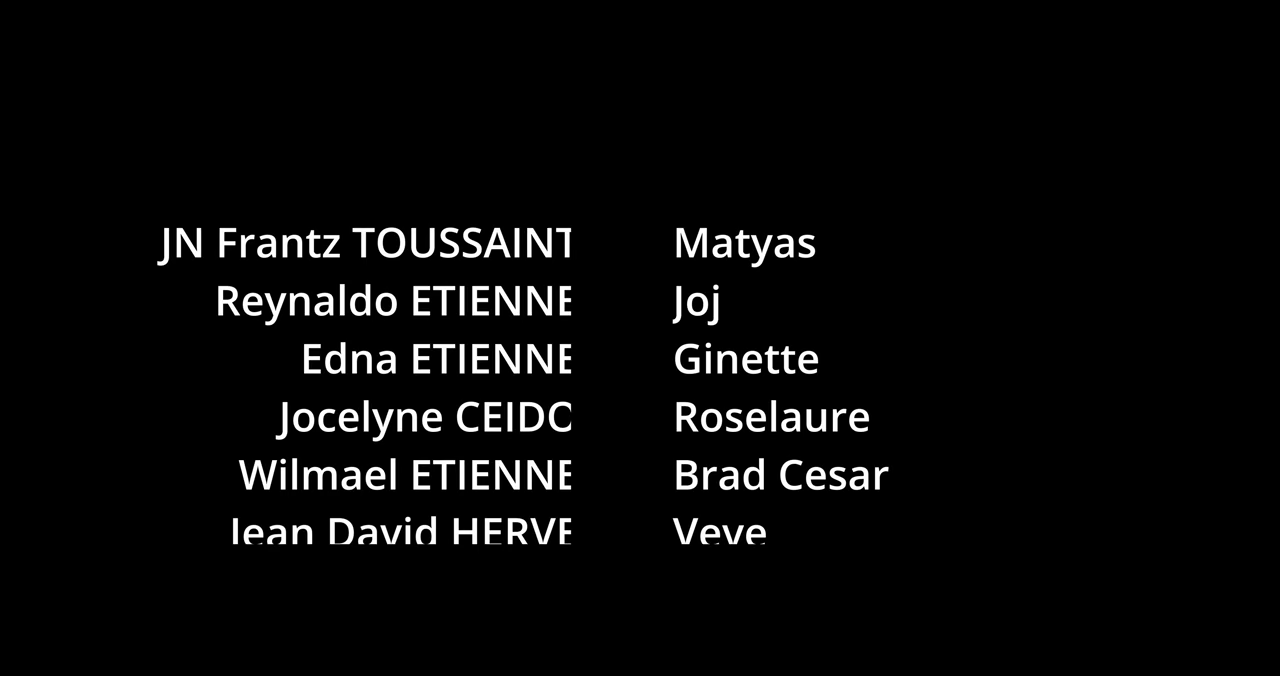 JN Frantz TOUSSAINT Matyas
Reynaldo ETIENNE Joj
Edna ETIENNE Ginette
Jocelyne CEIDO Roselaure
Wilmael ETIENNE Brad Cesar
Jean David HERVE Veve